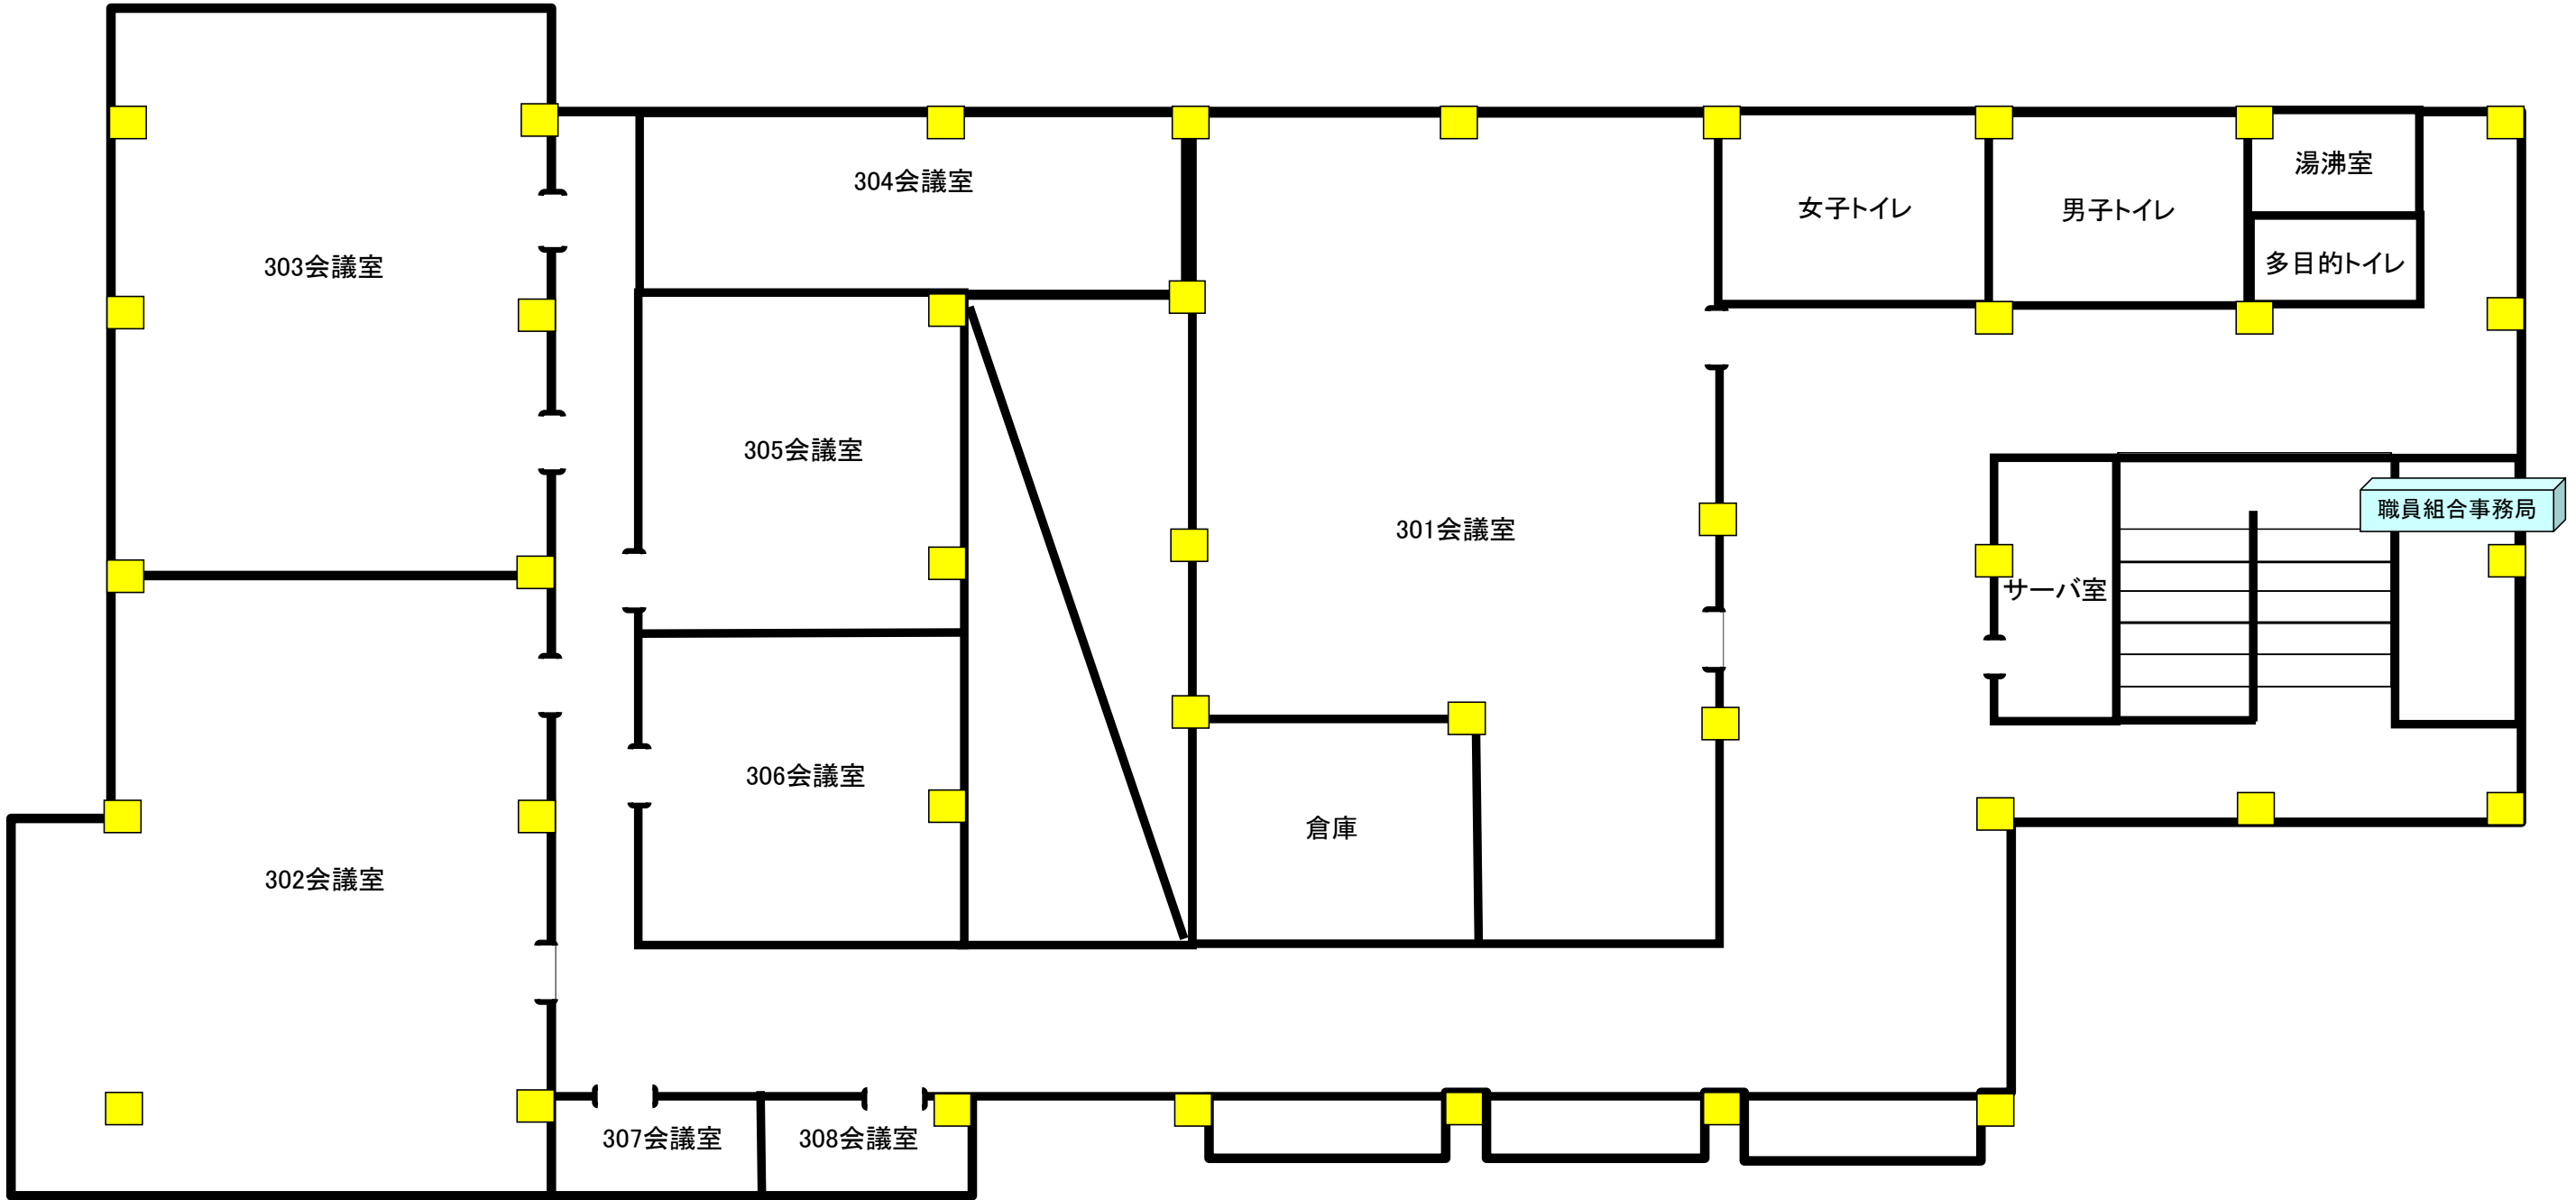 湯沸室
304会議室
女子トイレ
男子トイレ
303会議室
多目的トイレ
305会議室
職員組合事務局
301会議室
サーバ室
306会議室
倉庫
302会議室
307会議室
308会議室